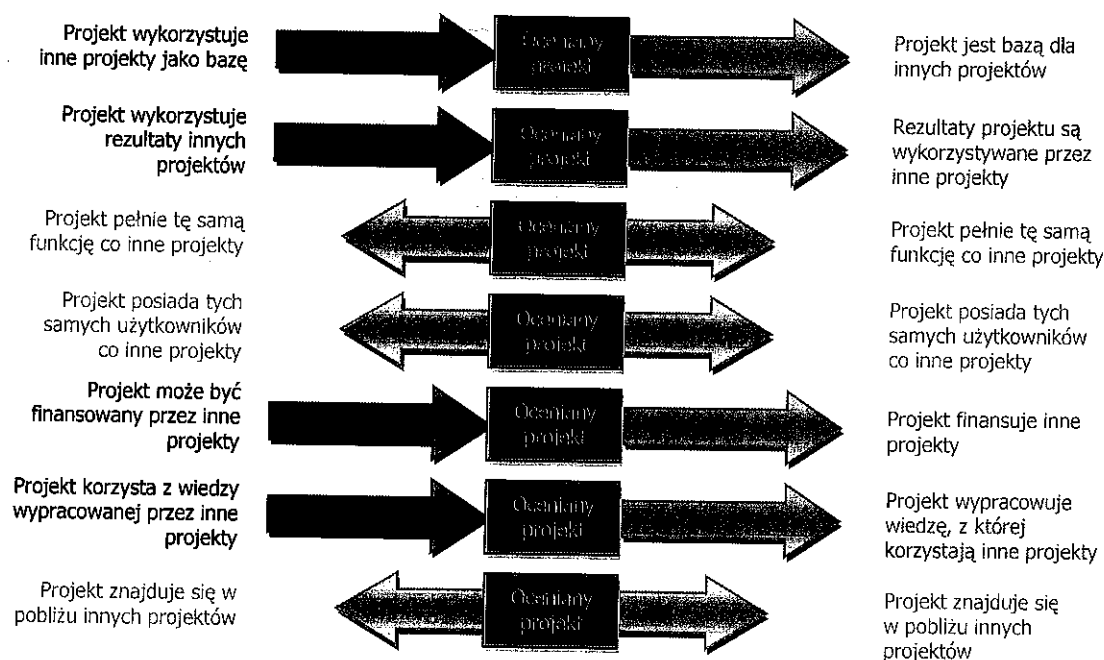 Projekt wykorzystuje
inne projekty jako bazę
Oceniany
projekt
Projekt jest bazą dla
innych projektów
Projekt wykorzystuje
rezultaty innych
projektów
Oceniany
projekt
Rezultaty projektu są
wykorzystywane przez
inne projekty
Projekt pełnie tę samą
funkcję co inne projekty
Oceniany
projekt
Projekt pełnie tę samą
funkcję co inne projekty
Projekt posiada tych
samych użytkowników
co inne projekty
Oceniany
projekt
Projekt posiada tych
samych użytkowników
co inne projekty
Projekt może być
finansowany przez inne
projekty
Oceniany
projekt
Projekt finansuje inne
projekty
Projekt korzysta z wiedzy
wypracowanej przez inne
projekty
Oceniany
projekt
Projekt wypracowuje
wiedzę, z której
korzystają inne projekty
Projekt znajduje się w
pobliżu innych projektów
Oceniany
projekt
Projekt znajduje się
w pobliżu innych
projektów